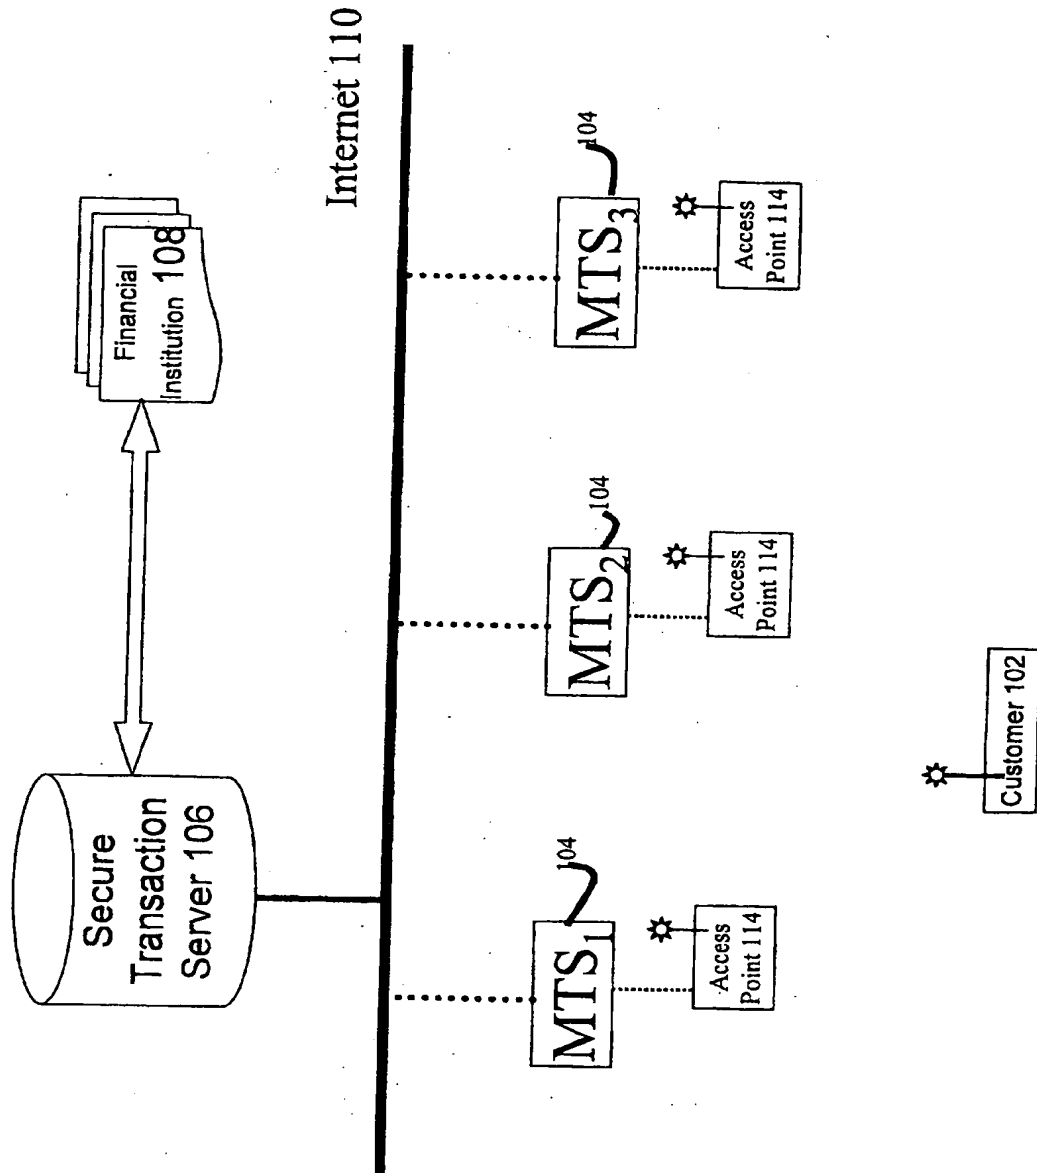 Secure
Transaction
Server 106
Financial
Institution 108
Internet 110
MTS1
104
MTS2
104
MTS3
104
Access
Point 114
Access
Point 114
Access
Point 114
Customer 102